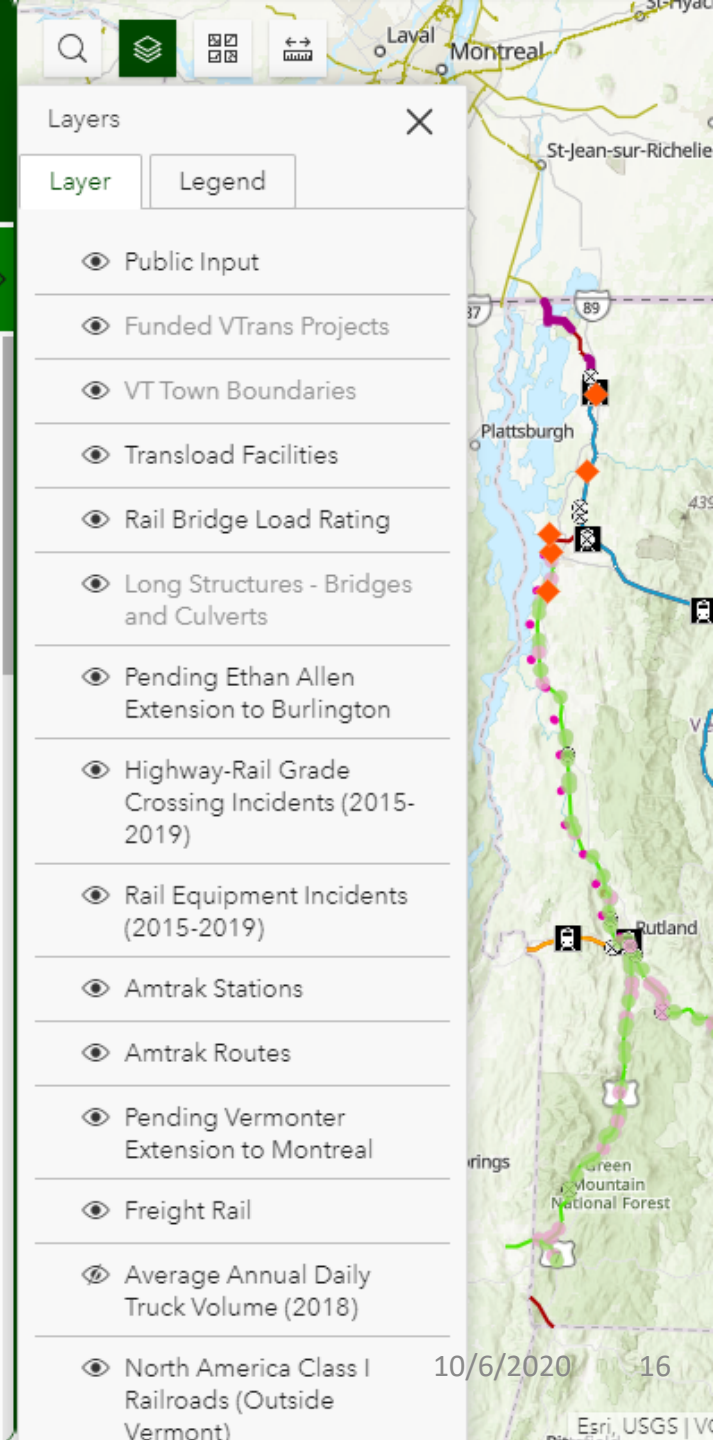 St-Hyac
Laval
Montreal
Layers
St-Jean-sur-Richelie
Layer
Legend
Public Input
87
89
Funded VTrans Projects
VT Town Boundaries
Plattsburgh
Transload Facilities
439
Rail Bridge Load Rating
Long Structures - Bridges
and Culverts
Pending Ethan Allen
Extension to Burlington
V
Highway-Rail Grade
Crossing Incidents (2015-
2019)
Rail Equipment Incidents
(2015-2019)
Rutland
Amtrak Stations
Amtrak Routes
Pending Vermonter
Extension to Montreal
rings
Green
Mountain
National Forest
Freight Rail
Average Annual Daily
Truck Volume (2018)
North America Class I
Railroads (Outside
Vermont)
10/6/2020
16
Esri, USGS | VC